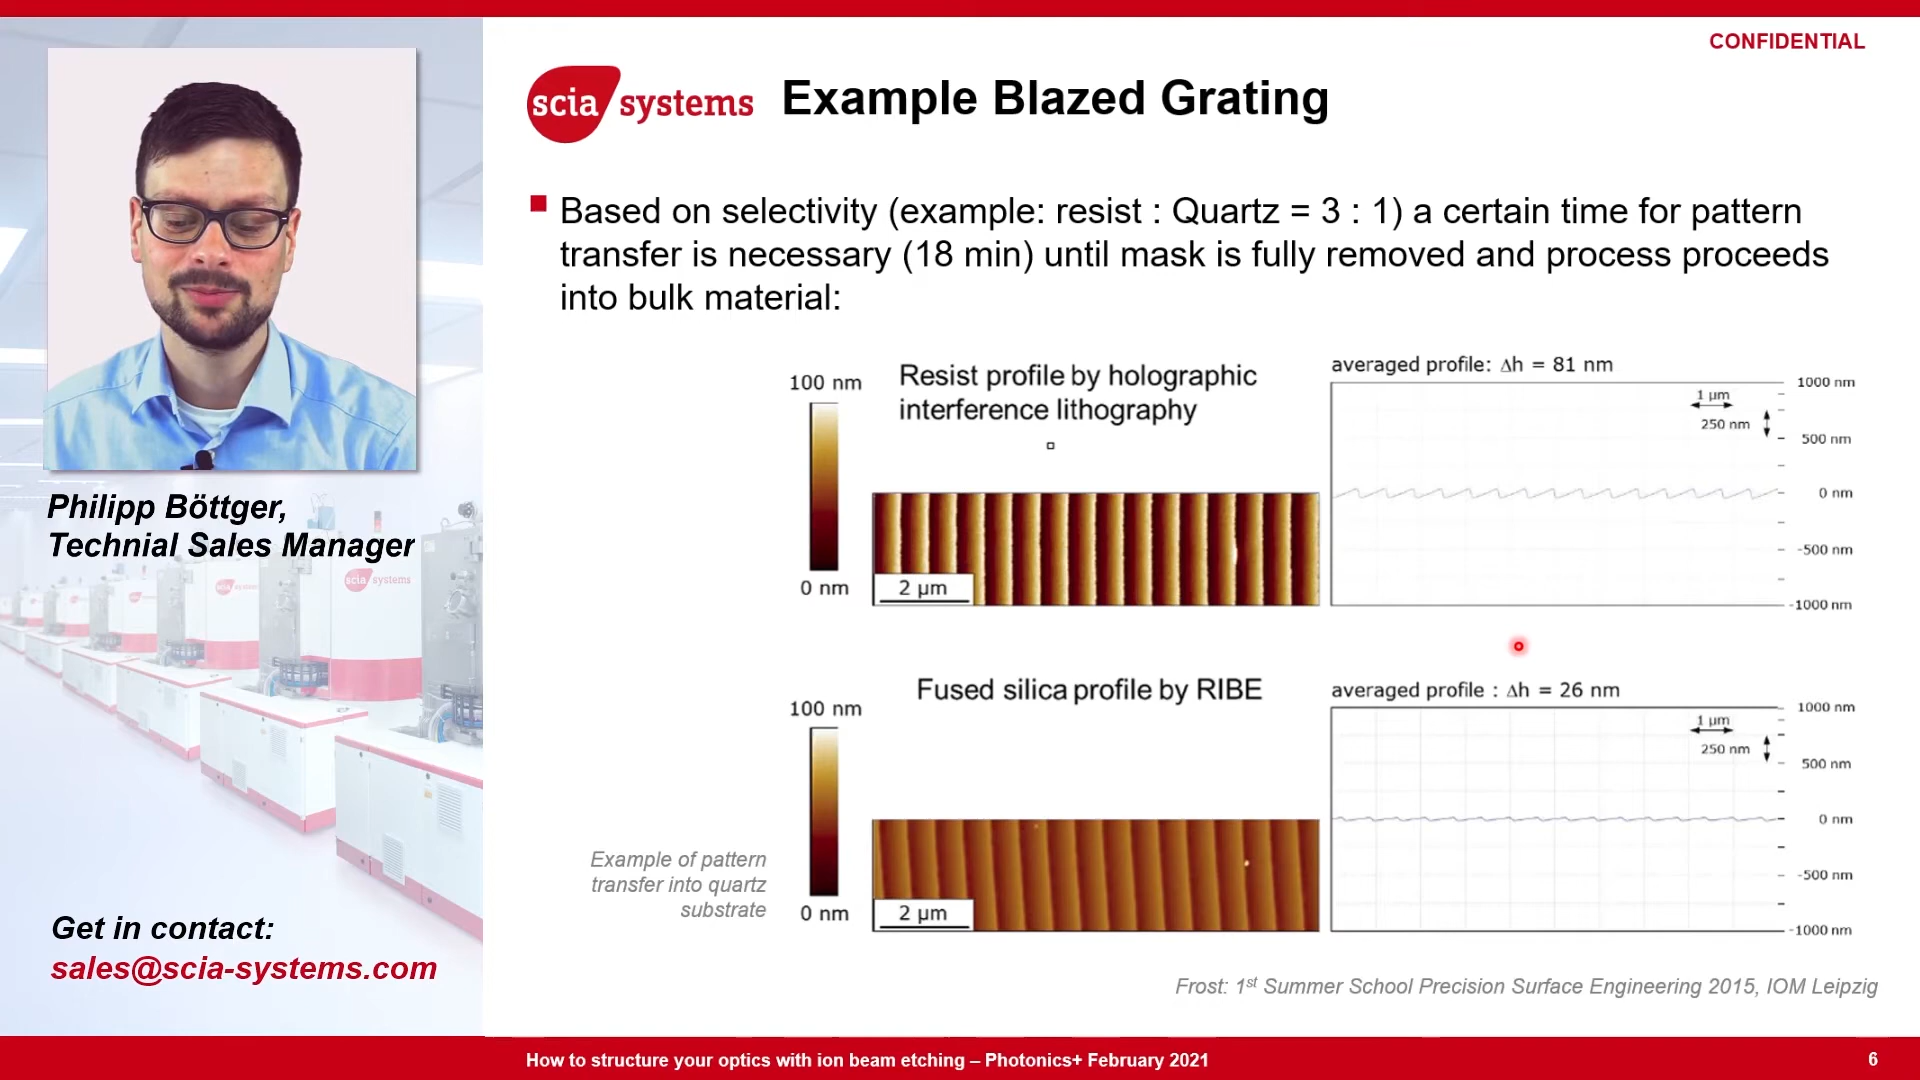 CONFIDENTIAL
scia systems
Example Blazed Grating
Based on selectivity (example: resist : Quartz = 3 : 1) a certain time for pattern
transfer is necessary (18 min) until mask is fully removed and process proceeds
into bulk material:
Philipp Böttger,
Technial Sales Manager
scia systems
Get in contact:
sales@scia-systems.com
100 nm
0 nm
Resist profile by holographic
interference lithography
2 µm
averaged profile: Δh = 81 nm
1 µm
250 nm
1000 nm
500 nm
0 nm
-500 nm
-1000 nm
Example of pattern
transfer into quartz
substrate
100 nm
0 nm
Fused silica profile by RIBE
2 µm
averaged profile : Δh = 26 nm
1 µm
250 nm
1000 nm
500 nm
0 nm
-500 nm
-1000 nm
Frost: 1st Summer School Precision Surface Engineering 2015, IOM Leipzig
How to structure your optics with ion beam etching – Photonics+ February 2021
6